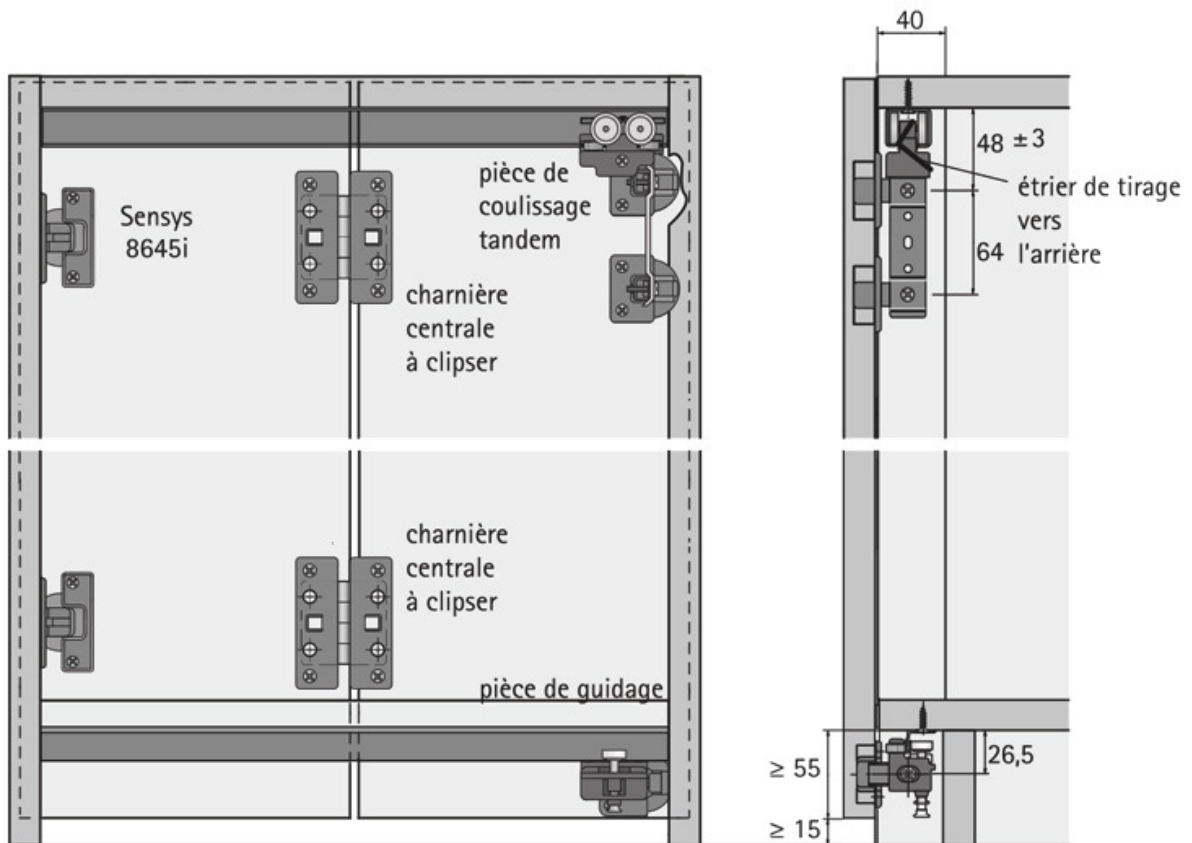 40
48 ± 3
pièce de
coulissage
tandem
étrier de tirage
vers
l'arrière
Sensys
8645i
64
charnière
centrale
à clipser
charnière
centrale
à clipser
pièce de guidage
26,5
≥ 55
≥ 15